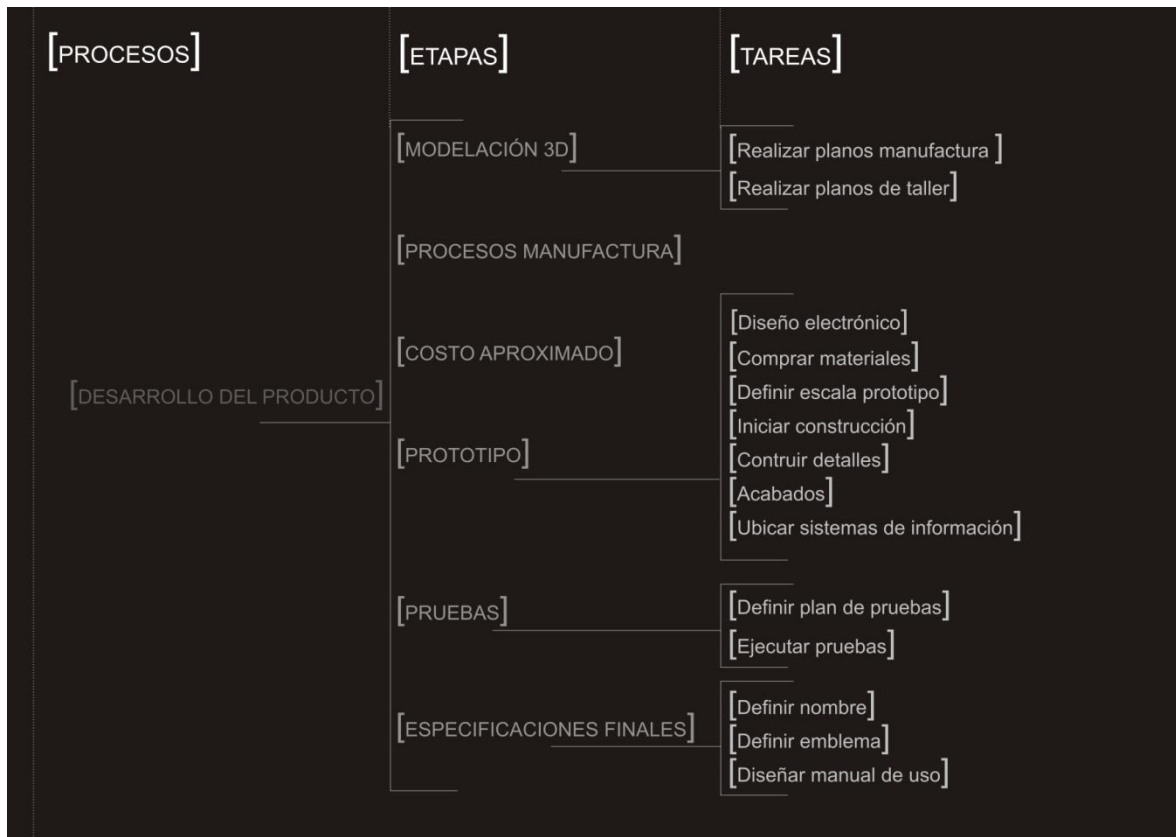 [PROCESOS]
[ETAPAS]
[TAREAS]
[DESARROLLO DEL PRODUCTO]
[MODELACIÓN 3D]
[Realizar planos manufactura ]
[Realizar planos de taller]
[PROCESOS MANUFACTURA]
[COSTO APROXIMADO]
[PROTOTIPO]
[Diseño electrónico]
[Comprar materiales]
[Definir escala prototipo]
[Iniciar construcción]
[Contruir detalles]
[Acabados]
[Ubicar sistemas de información]
[PRUEBAS]
[Definir plan de pruebas]
[Ejecutar pruebas]
[ESPECIFICACIONES FINALES]
[Definir nombre]
[Definir emblema]
[Diseñar manual de uso]